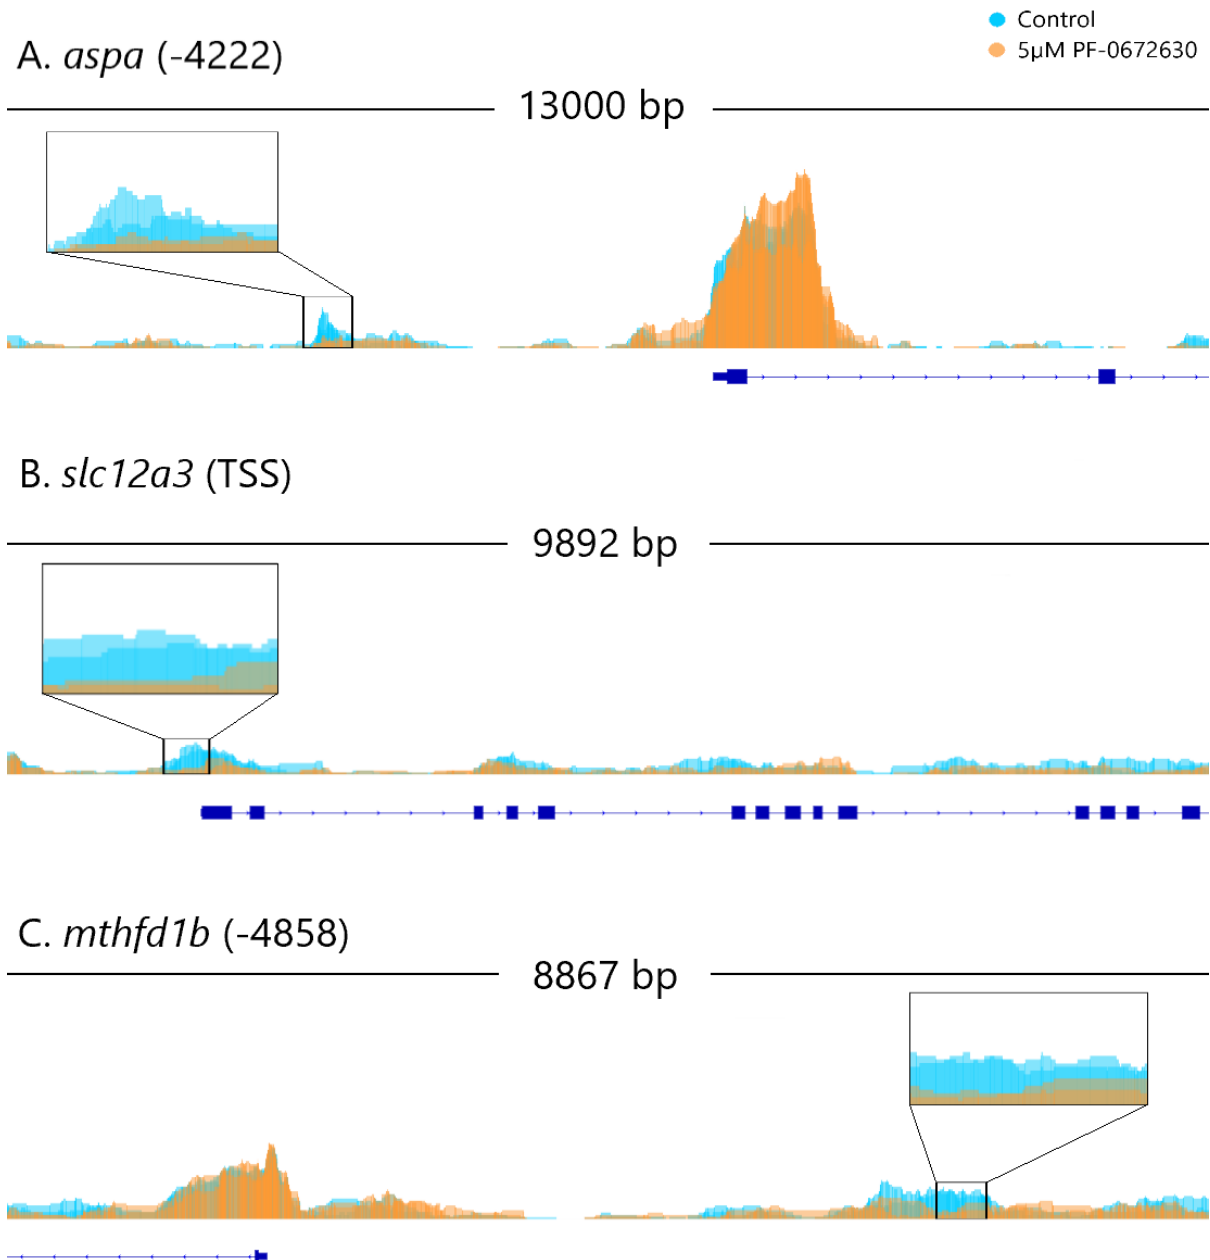 Control
A. aspa (-4222)
5µM PF-0672630
13000 bp
B. slc12a3 (TSS)
9892 bp
C. mthfd1b (-4858)
8867 bp